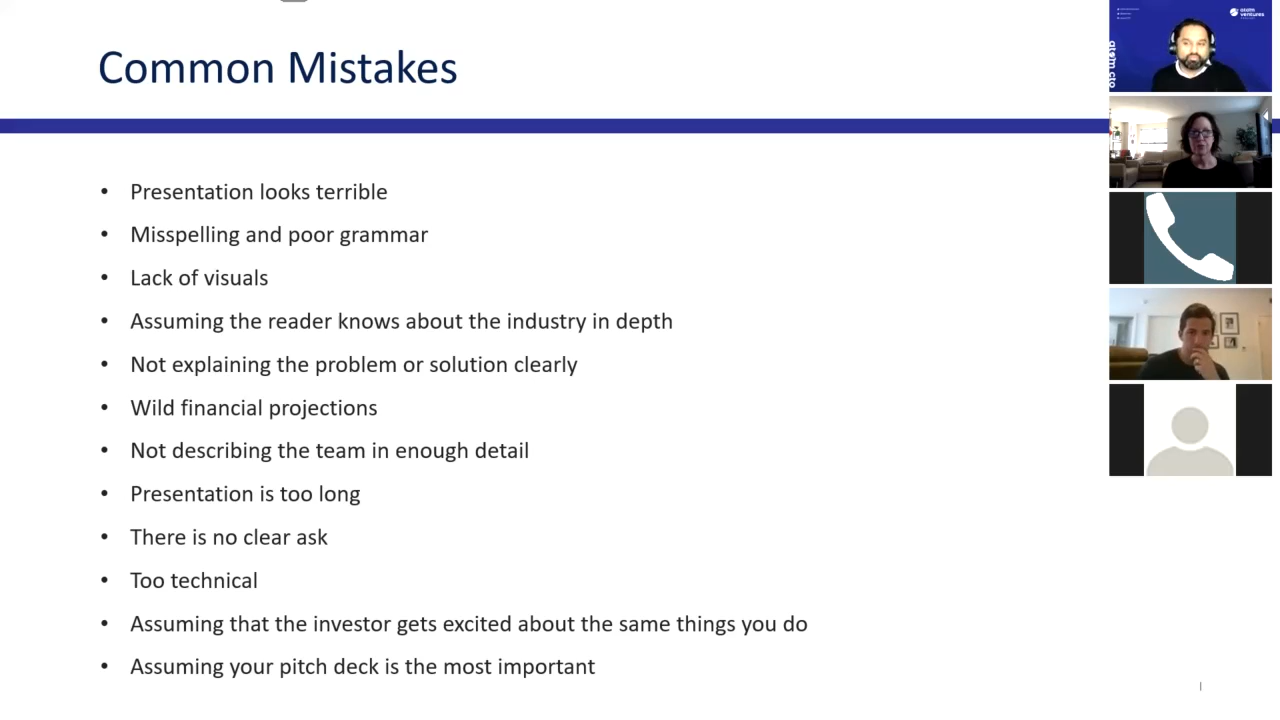 Common Mistakes
• Presentation looks terrible
• Misspelling and poor grammar
• Lack of visuals
• Assuming the reader knows about the industry in depth
• Not explaining the problem or solution clearly
• Wild financial projections
• Not describing the team in enough detail
• Presentation is too long
• There is no clear ask
• Too technical
• Assuming that the investor gets excited about the same things you do
• Assuming your pitch deck is the most important
ventures